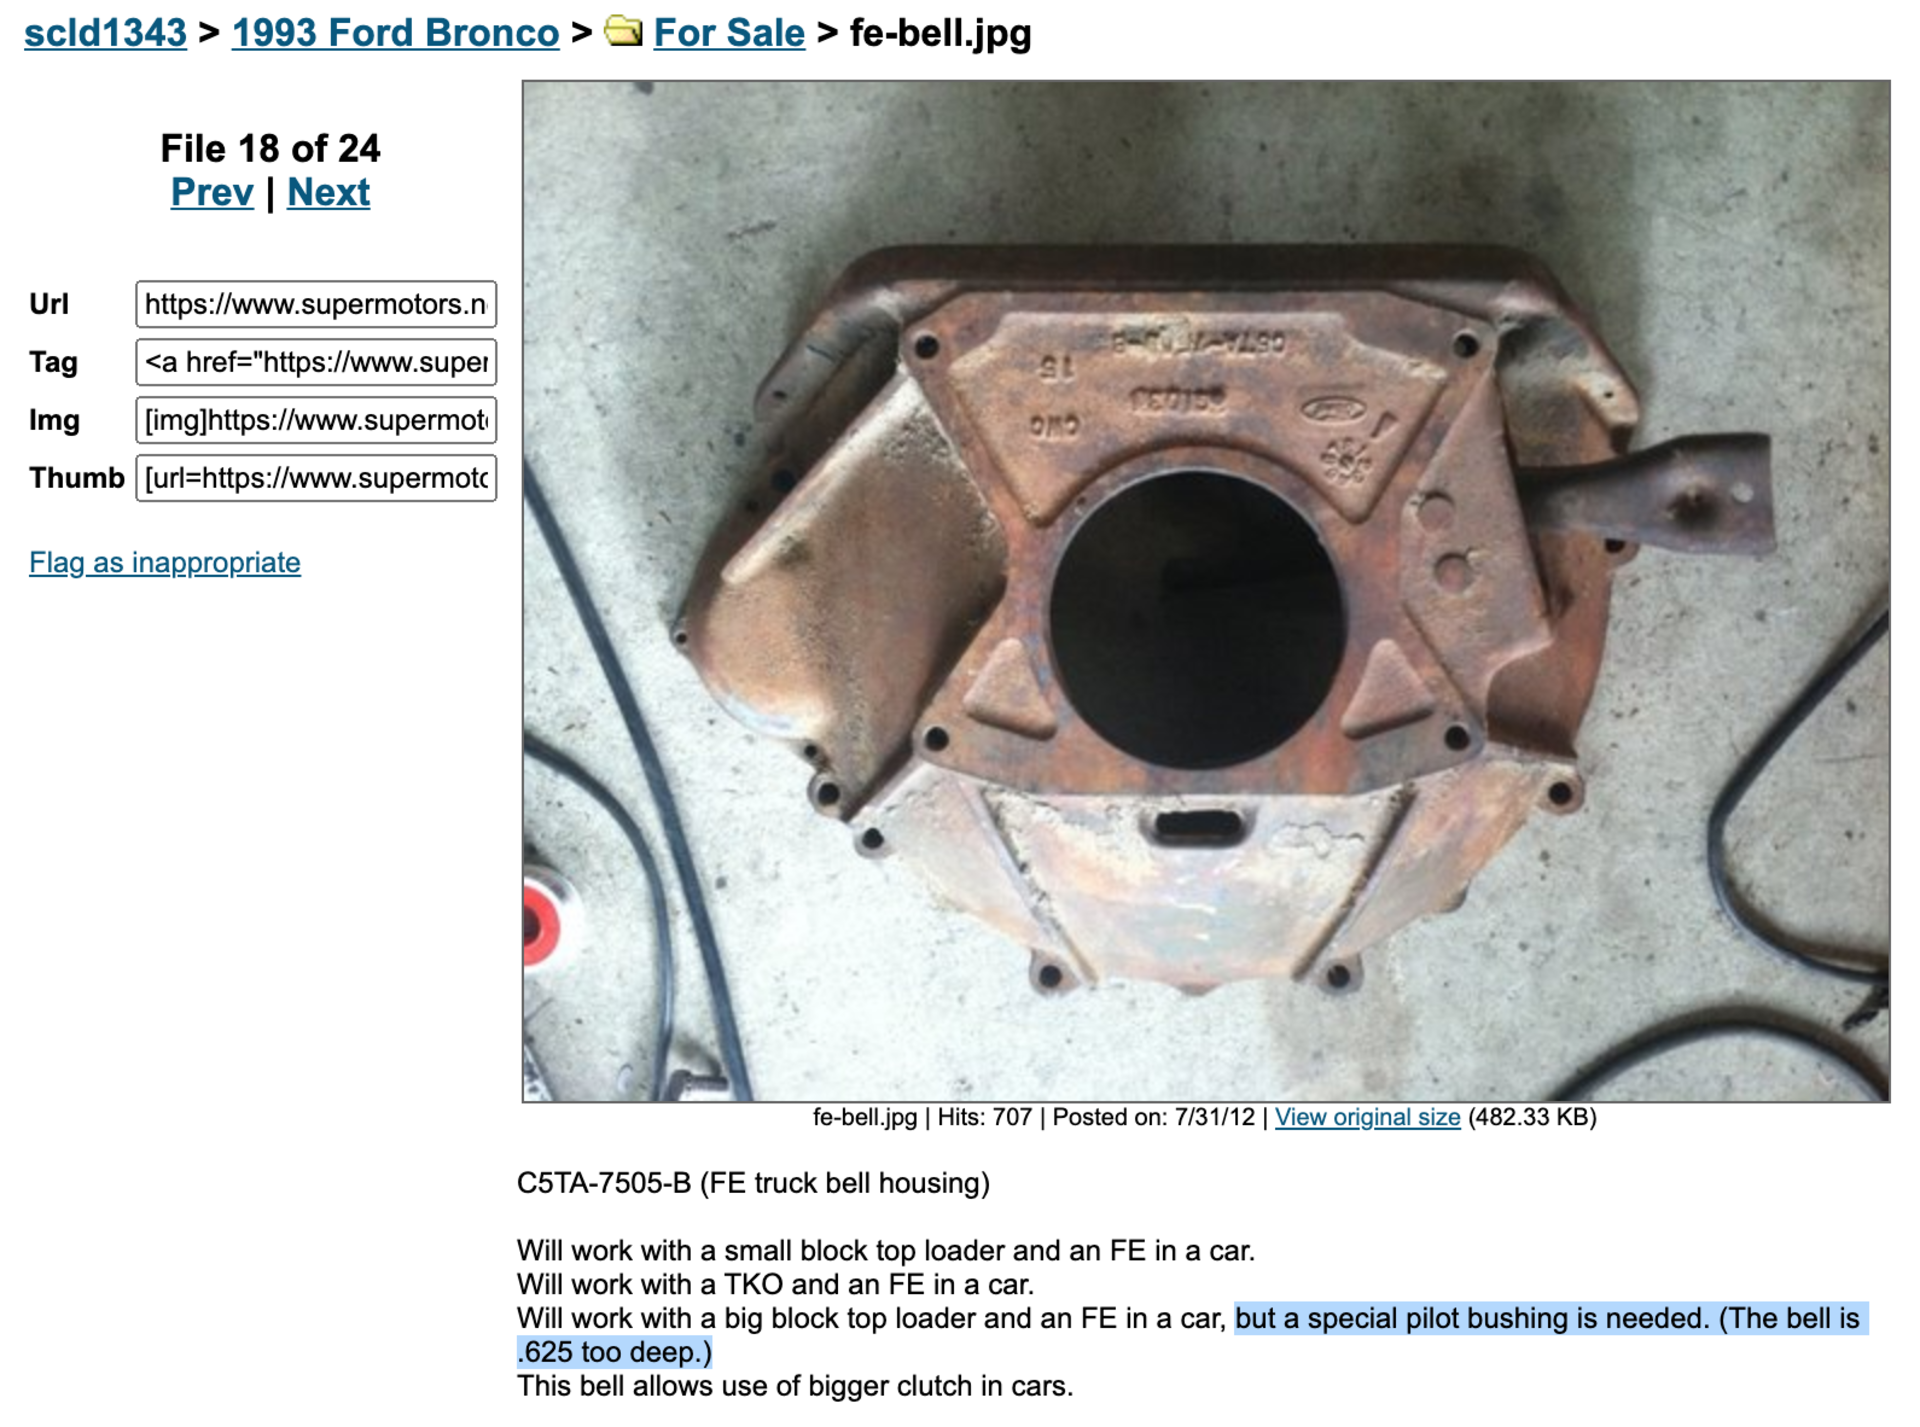 scld1343 > 1993 Ford Bronco > For Sale > fe-bell.jpg
File 18 of 24
Prev | Next
Url https://www.supermotors.n
Tag <a href="https://www.super
Img [img]https://www.supermot
Thumb [url=https://www.supermoto
Flag as inappropriate
15
CWC
Ford
fe-bell.jpg | Hits: 707 | Posted on: 7/31/12 | View original size (482.33 KB)
C5TA-7505-B (FE truck bell housing)
Will work with a small block top loader and an FE in a car.
Will work with a TKO and an FE in a car.
Will work with a big block top loader and an FE in a car, but a special pilot bushing is needed. (The bell is
.625 too deep.)
This bell allows use of bigger clutch in cars.